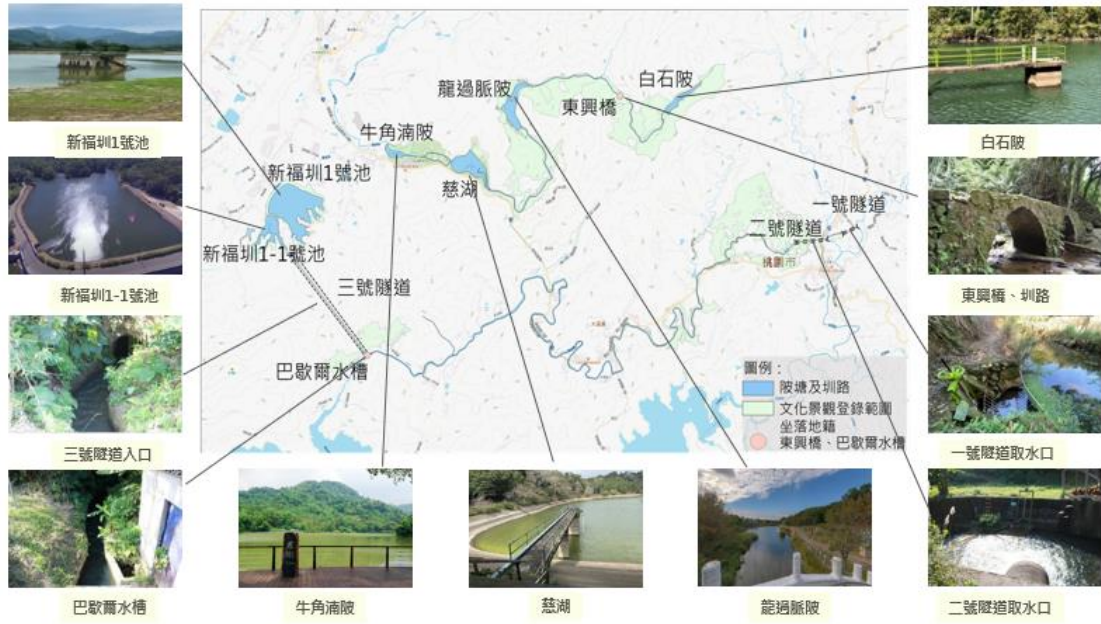 新福圳1號池
新福圳1-1號池
三號隧道入口
巴歇爾水槽
牛角湳陂
慈湖
龍過脈陂
白石陂
東興橋、圳路
一號隧道取水口
二號隧道取水口
龍過脈陂
白石陂
東興橋
牛角湳陂
新福圳1號池
慈湖
一號隧道
二號隧道
桃園市
新福圳1-1號池
三號隧道
巴歇爾水槽
圖例：
陂塘及圳路
文化景觀登錄範圍
坐落地籍
東興橋、巴歇爾水槽